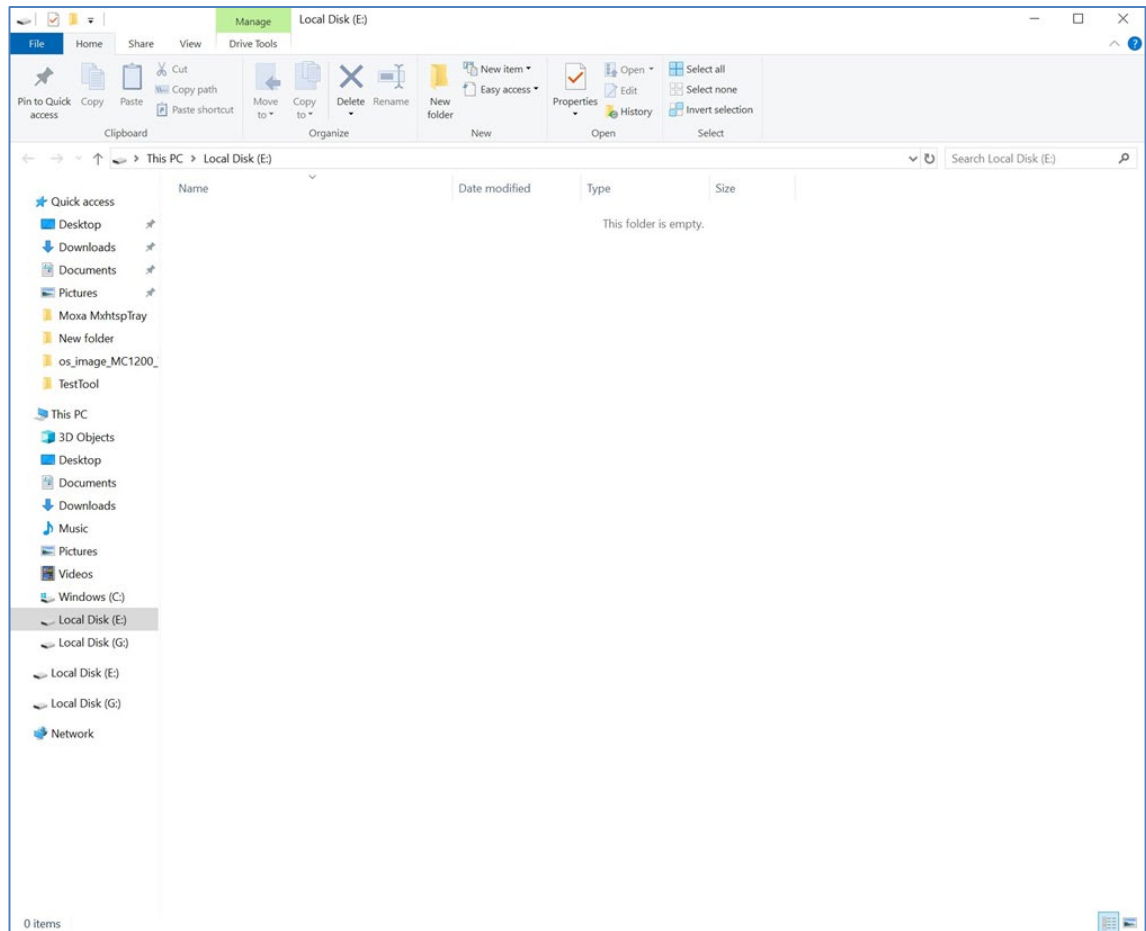 Manage Local Disk (E:)
File Home Share View Drive Tools
Pin to Quick access
Copy
Paste
Cut
Copy path
Paste shortcut
Clipboard
Move to
Copy to
Delete
Rename
Organize
New folder
New item
Easy access
New
Properties
Open
Edit
History
Open
Select all
Select none
Invert selection
Select
This PC > Local Disk (E:)
Search Local Disk (E:)
Name Date modified Type Size
This folder is empty.
Quick access
Desktop
Downloads
Documents
Pictures
Moxa MxhtspTray
New folder
os_image_MC1200_
TestTool
This PC
3D Objects
Desktop
Documents
Downloads
Music
Pictures
Videos
Windows (C:)
Local Disk (E:)
Local Disk (G:)
Local Disk (E:)
Local Disk (G:)
Network
0 items